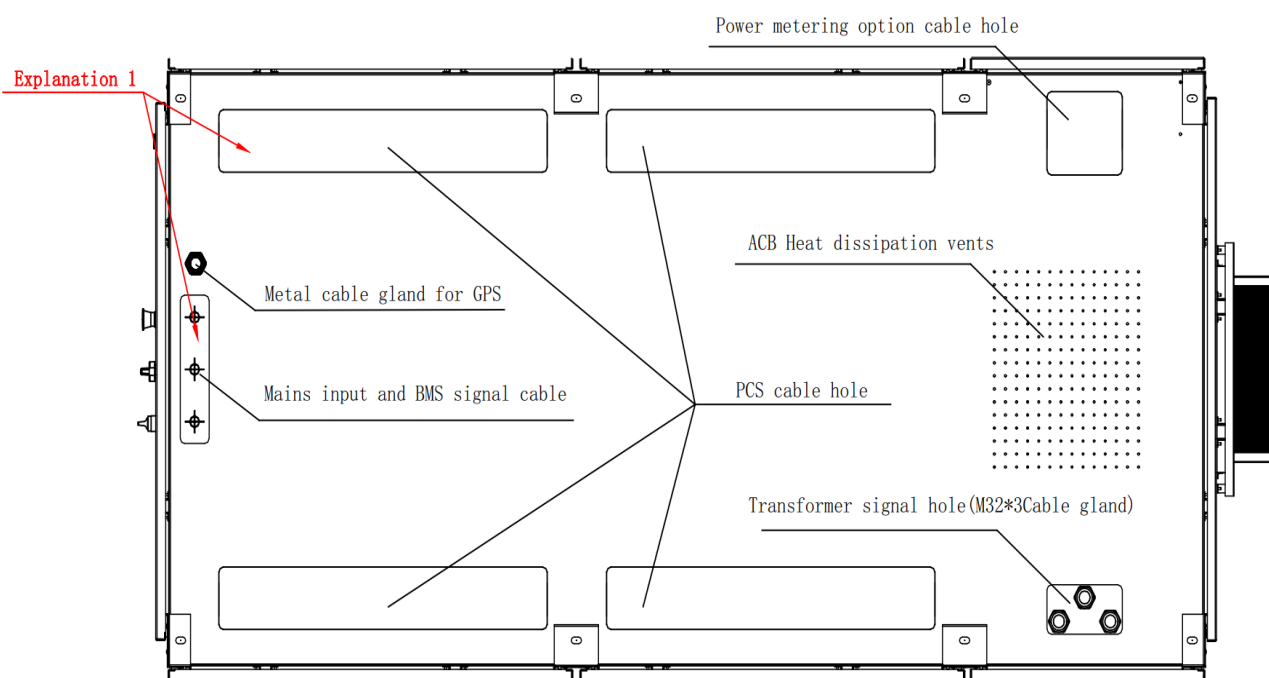 Power metering option cable hole
Explanation 1
ACB Heat dissipation vents
Metal cable gland for GPS
Mains input and BMS signal cable
PCS cable hole
Transformer signal hole(M32*3Cable gland)